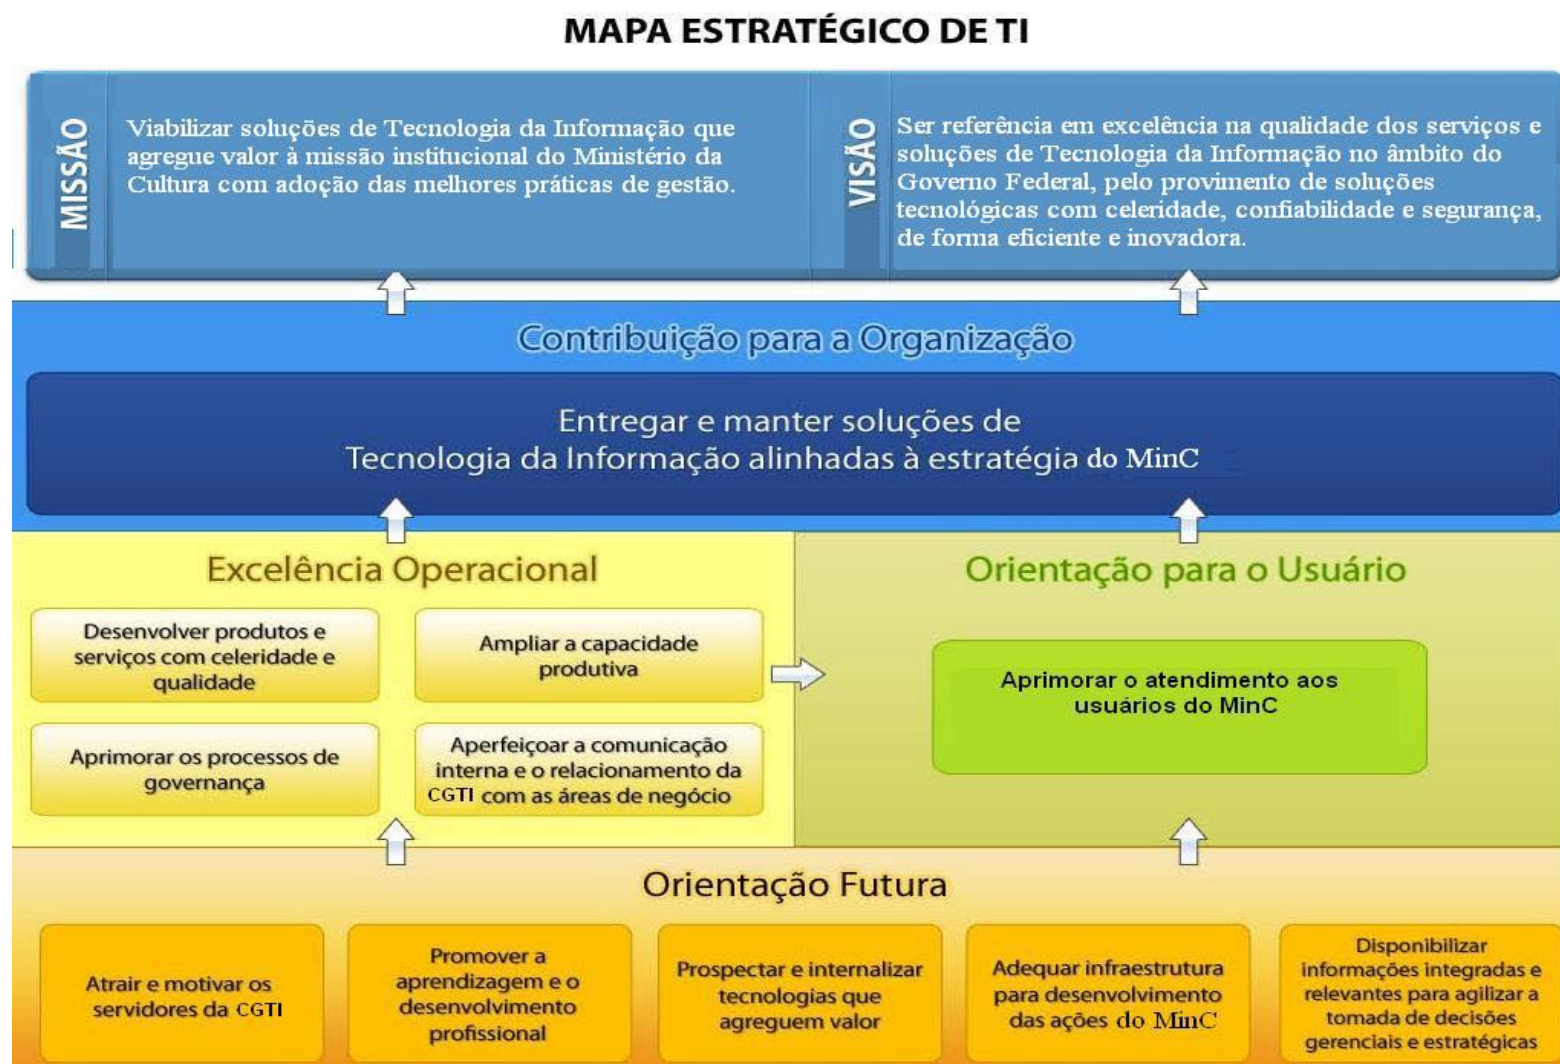 MAPA ESTRATÉGICO DE TI
MISSÃO
Viabilizar soluções de Tecnologia da Informação que
agregue valor à missão institucional do Ministério da
Cultura com adoção das melhores práticas de gestão.
VISÃO
Ser referência em excelência na qualidade dos serviços e
soluções de Tecnologia da Informação no âmbito do
Governo Federal, pelo provimento de soluções
tecnológicas com celeridade, confiabilidade e segurança,
de forma eficiente e inovadora.
Contribuição para a Organização
Entregar e manter soluções de
Tecnologia da Informação alinhadas à estratégia do MinC
Excelência Operacional
Desenvolver produtos e
serviços com celeridade e
qualidade
Ampliar a capacidade
produtiva
Aprimorar os processos de
governança
Aperfeiçoar a comunicação
interna e o relacionamento da
CGTI com as áreas de negócio
Orientação para o Usuário
Aprimorar o atendimento aos
usuários do MinC
Orientação Futura
Atrair e motivar os
servidores da CGTI
Promover a
aprendizagem e o
desenvolvimento
profissional
Prospectar e internalizar
tecnologias que
agreguem valor
Adequar infraestrutura
para desenvolvimento
das ações do MinC
Disponibilizar
informações integradas e
relevantes para agilizar a
tomada de decisões
gerenciais e estratégicas